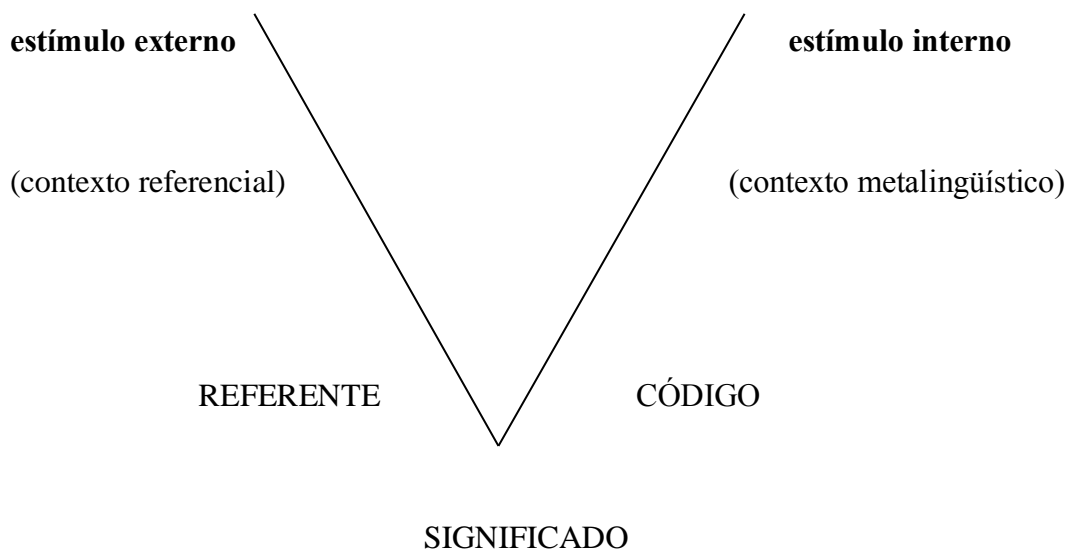 estímulo externo estímulo interno
(contexto referencial) (contexto metalingüístico)
REFERENTE CÓDIGO
SIGNIFICADO